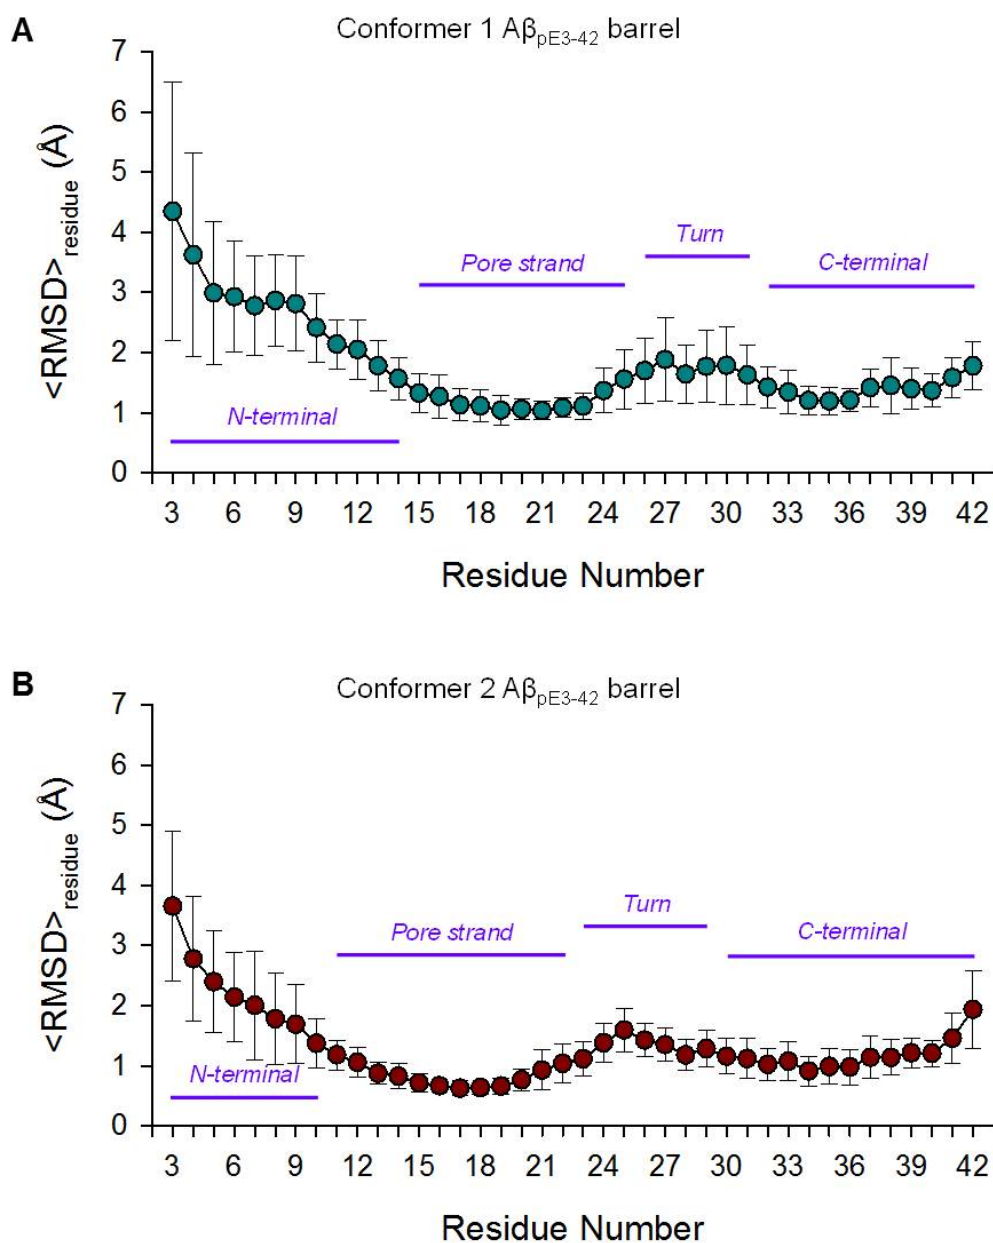 A
Conformer 1 AβpE3-42 barrel
7
6
5
4
3
2
1
0
<RMSD>residue (Å)
Turn
Pore strand
C-terminal
N-terminal
3 6 9 12 15 18 21 24 27 30 33 36 39 42
Residue Number
B
Conformer 2 Aβp​E3-42 barrel
7
6
5
4
3
2
1
0
<RMSD>residue (Å)
Turn
Pore strand
C-terminal
N-terminal
3 6 9 12 15 18 21 24 27 30 33 36 39 42
Residue Number